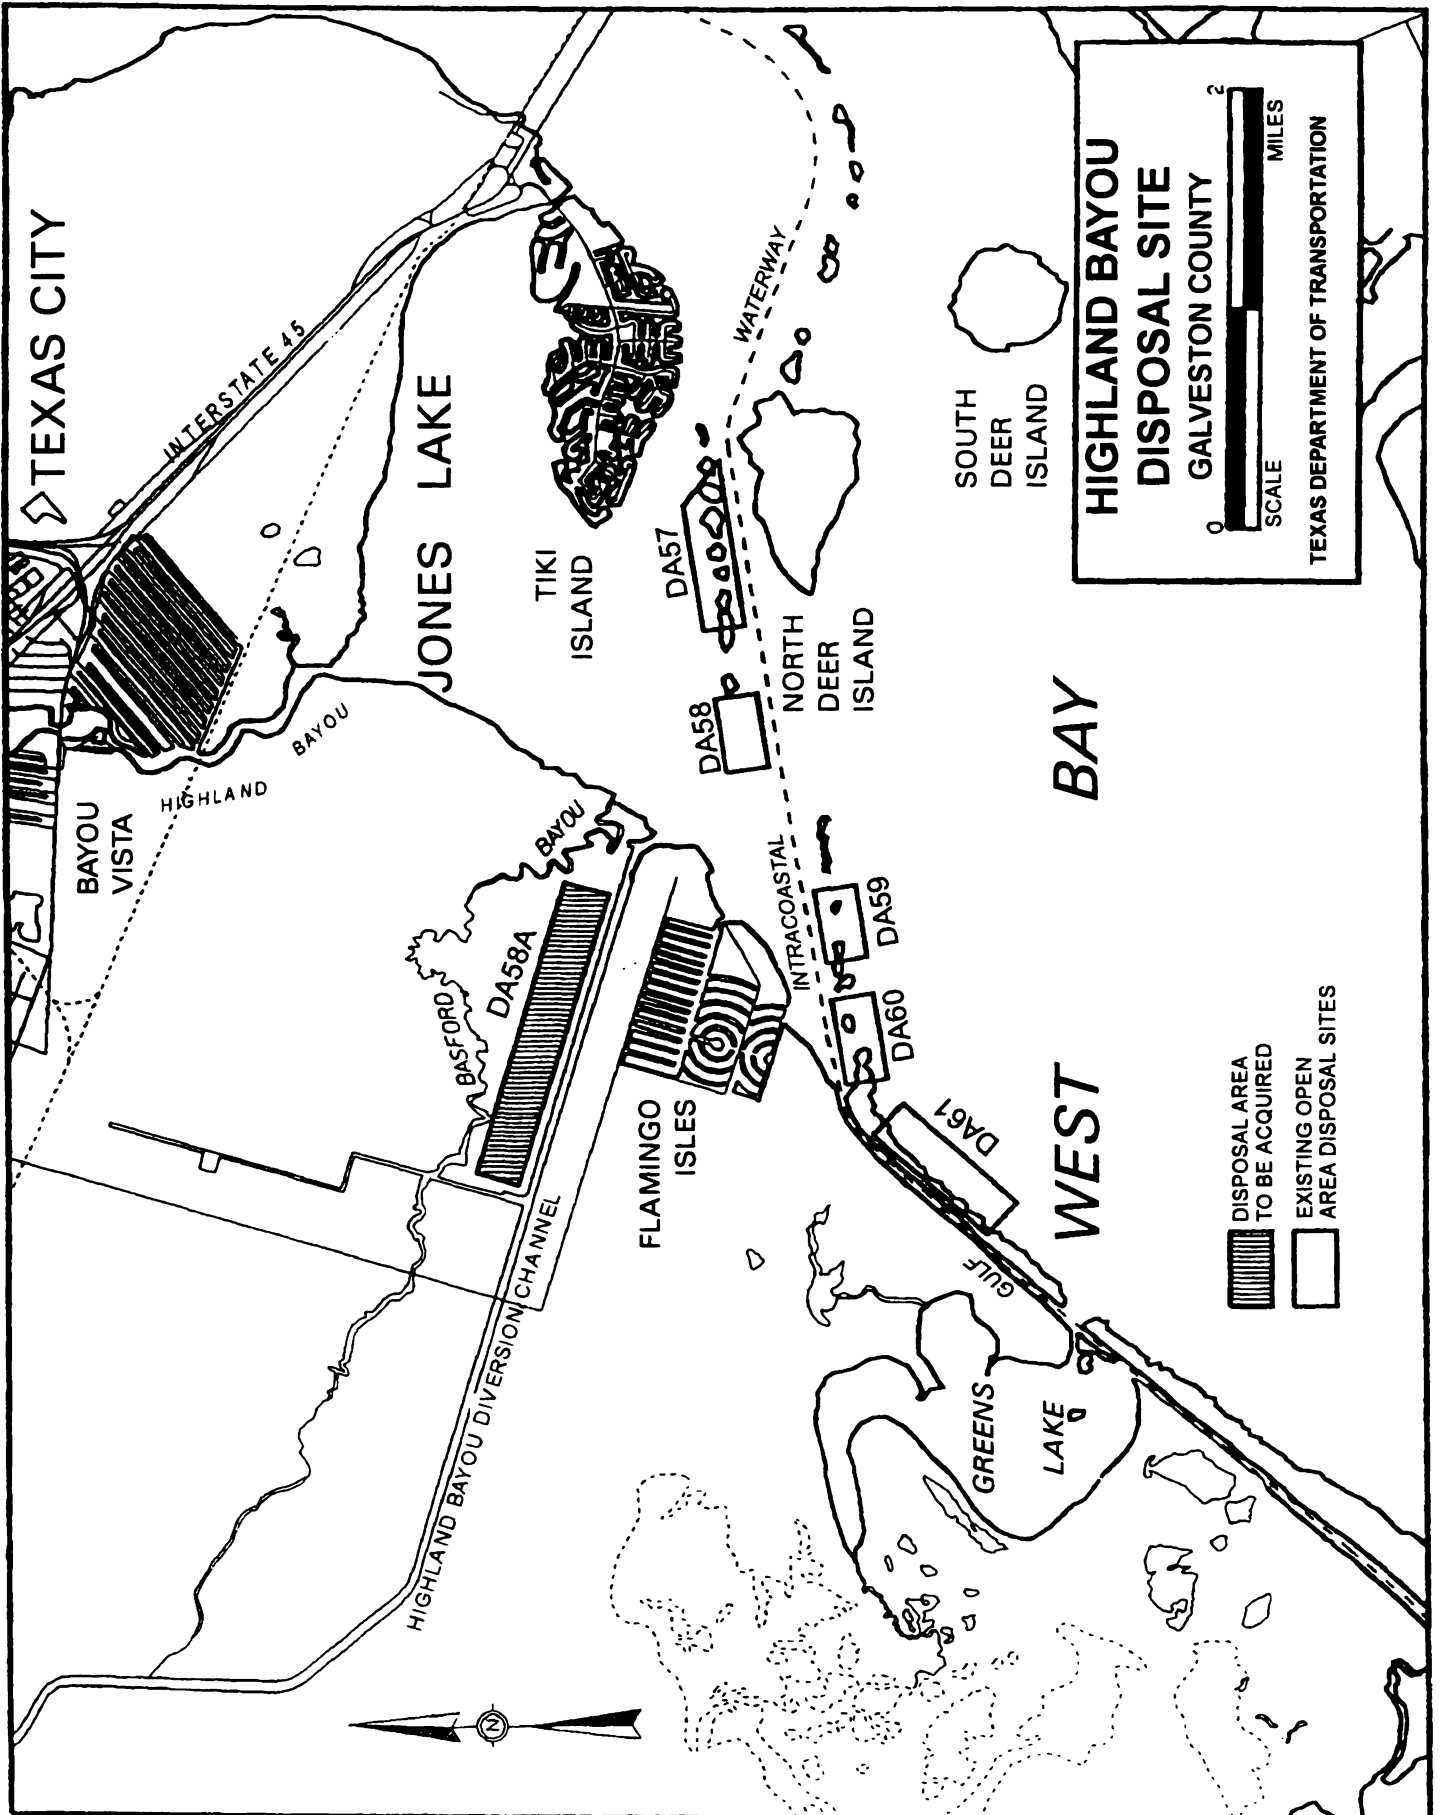 TEXAS CITY
INTERSTATE 45
JONES LAKE
TIKI
ISLAND
BAYOU
VISTA
HIGHLAND
BAYOU
BASFORD
BAYOU
DA58A
DA57
DA58
DA59
DA60
DA61
NORTH
DEER
ISLAND
SOUTH
DEER
ISLAND
GULF
INTRACOASTAL
WATERWAY
FLAMINGO
ISLES
HIGHLAND BAYOU DIVERSION CHANNEL
GREENS
LAKE
WEST BAY
N
DISPOSAL AREA
TO BE ACQUIRED
EXISTING OPEN
AREA DISPOSAL SITES
HIGHLAND BAYOU
DISPOSAL SITE
GALVESTON COUNTY
0 2
SCALE MILES
TEXAS DEPARTMENT OF TRANSPORTATION